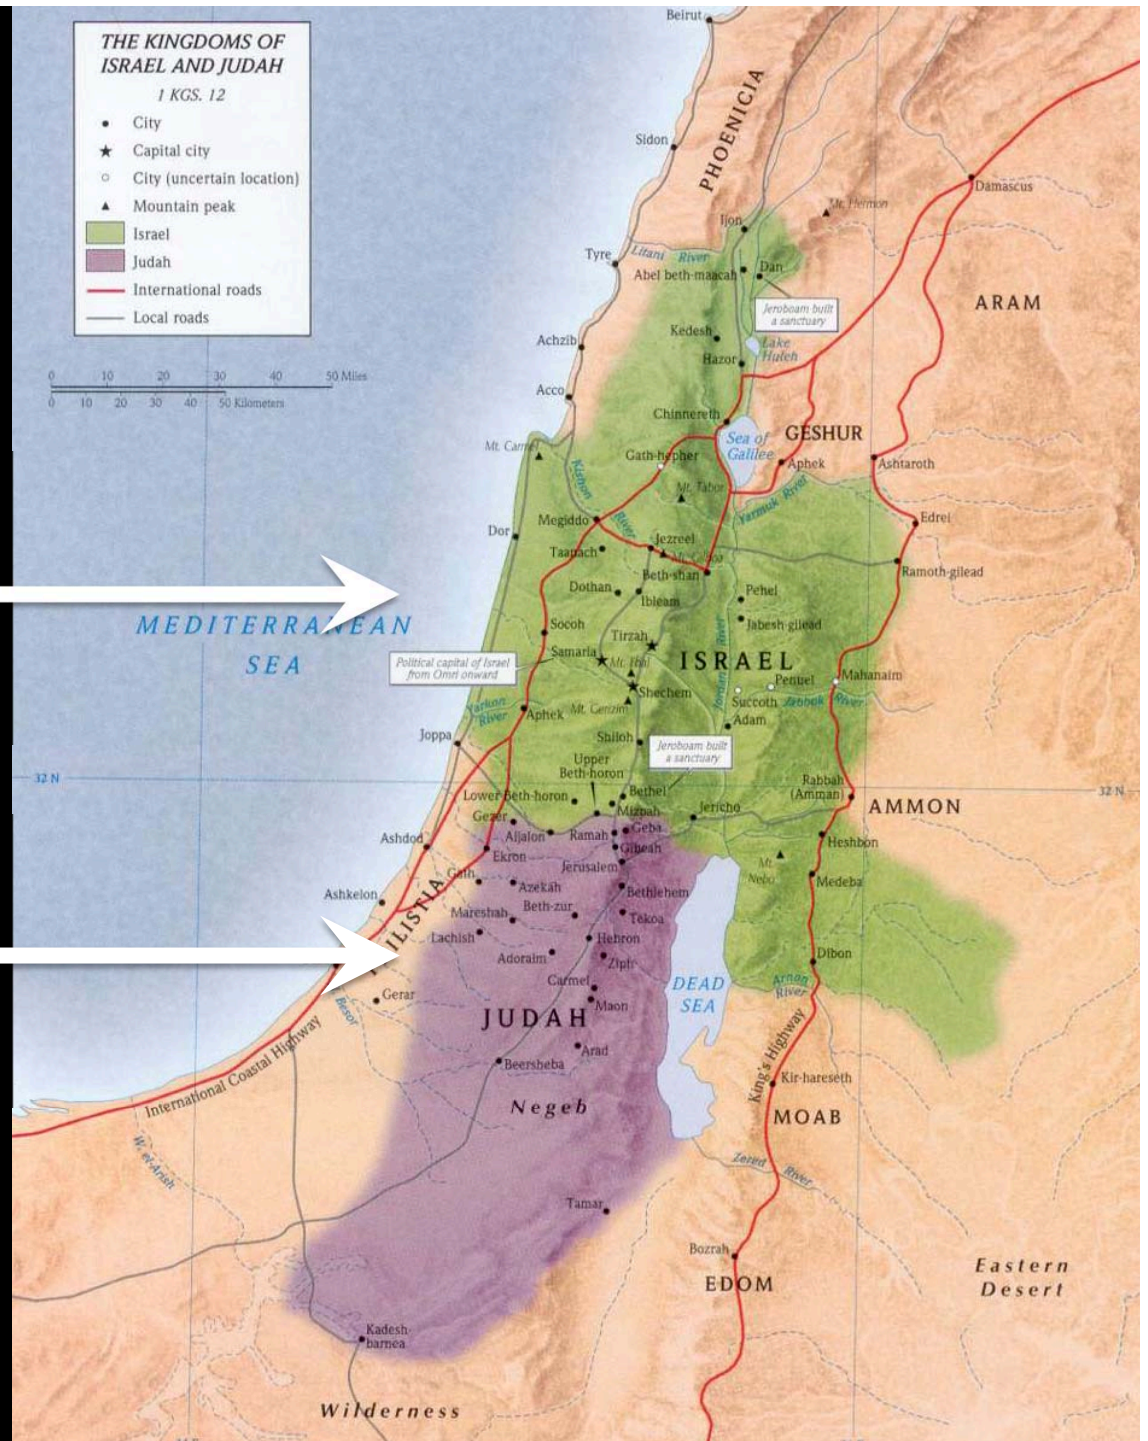 THE KINGDOMS OF
ISRAEL AND JUDAH
1 KGS. 12
City
Capital city
City (uncertain location)
Mountain peak
Israel
Judah
International roads
Local roads
0 10 20 30 40 50 Miles
0 10 20 30 40 50 Kilometers
Beirut
PHOENICIA
Sidon
Damascus
Mt. Hermon
Ijon
Tyre
Litani River
Dan
Abel beth-maacah
ARAM
Jeroboam built
a sanctuary
Kedesh
Achzib
Lake
Huleh
Hazor
Acco
Chinnereth
Sea of
Galilee
GESHUR
Mt. Carmel
Gath-hepher
Aphek
Ashtaroth
Kishon
River
Mt. Tabor
Yarmuk River
Megiddo
Edrei
Dor
Jezreel
Taanach
Mt. Gilboa
Beth-shan
Ramoth-gilead
Dothan
Ibleam
Pehel
MEDITERRANEAN
SEA
Socoh
Jabesh-gilead
Tirzah
Jordan River
Samaria
Mt. Ebal
ISRAEL
Political capital of Israel
from Omri onward
Penuel
Mahanaim
Shechem
Succoth
Jabbok River
Mt. Gerizim
Yarkon
River
Aphek
Adam
Joppa
Shiloh
Jeroboam built
a sanctuary
Upper
Beth-horon
32 N
Rabbah
(Amman)
32 N
Lower Beth-horon
Bethel
AMMON
Gezer
Mizpah
Jericho
Ashdod
Aijalon
Ramah
Geba
Heshbon
Ekron
Gibeah
Jerusalem
Mt.
Nebo
Gath
Azekah
Bethlehem
Medeba
Ashkelon
Beth-zur
Mareshah
Tekoa
ILISTIA
Lachish
Hebron
Adoraim
Ziph
Dibon
Carmel
DEAD
SEA
Arnon
River
Gerar
Maon
Besor
JUDAH
Arad
Beersheba
King's Highway
International Coastal Highway
Kir-hareseth
Negeb
MOAB
W. el-Arish
Zered River
Tamar
Bozrah
EDOM
Eastern
Desert
Kadesh-
barnea
Wilderness